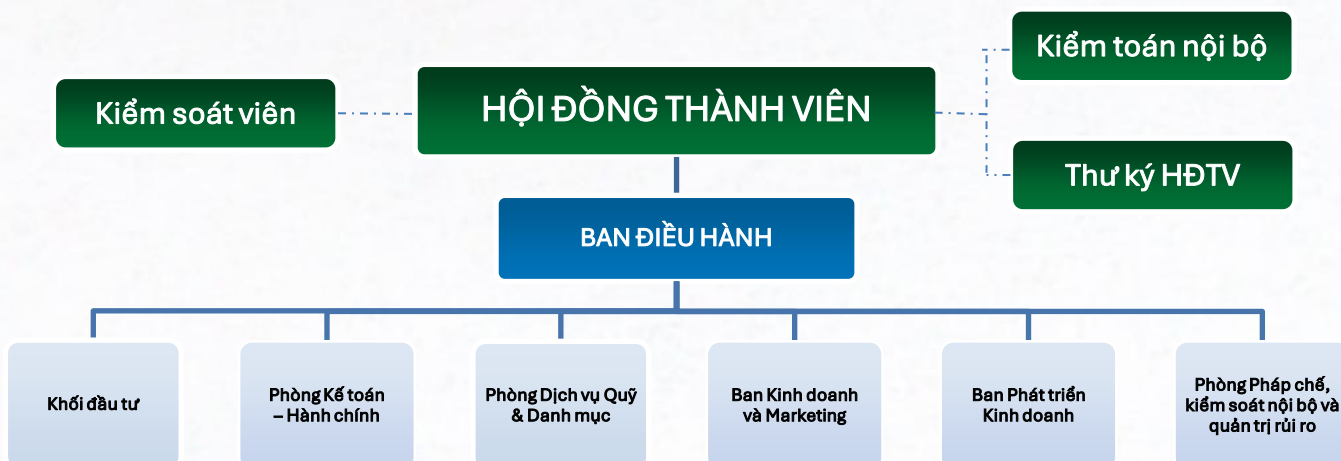 Kiểm toán nội bộ
Kiểm soát viên
HỘI ĐỒNG THÀNH VIÊN
Thư ký HĐTV
BAN ĐIỀU HÀNH
Khối đầu tư
Phòng Kế toán
– Hành chính
Phòng Dịch vụ Quỹ
& Danh mục
Ban Kinh doanh
và Marketing
Ban Phát triển
Kinh doanh
Phòng Pháp chế,
kiểm soát nội bộ và
quản trị rủi ro